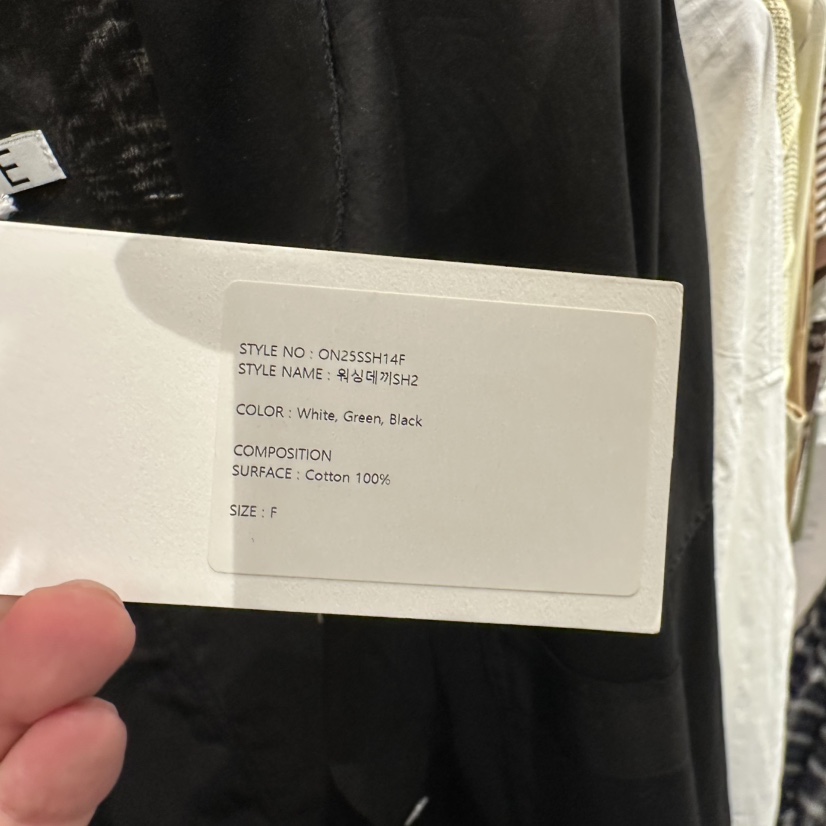 E
STYLE NO : ON25SSH14F
STYLE NAME : 워싱데끼SH2
COLOR : White, Green, Black
COMPOSITION
SURFACE : Cotton 100%
SIZE : F